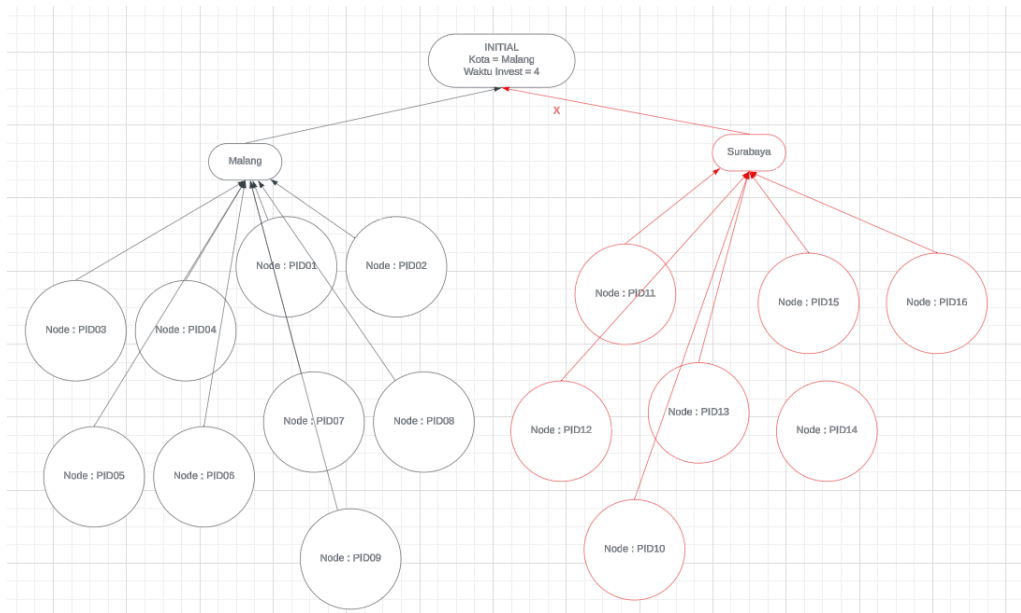 INITIAL
Kota = Malang
Waktu Invest = 4
X
Malang
Surabaya
Node : PID01
Node : PID02
Node : PID03
Node : PID04
Node : PID11
Node : PID15
Node : PID16
Node : PID07
Node : PID08
Node : PID12
Node : PID13
Node : PID14
Node : PID05
Node : PID06
Node : PID09
Node : PID10